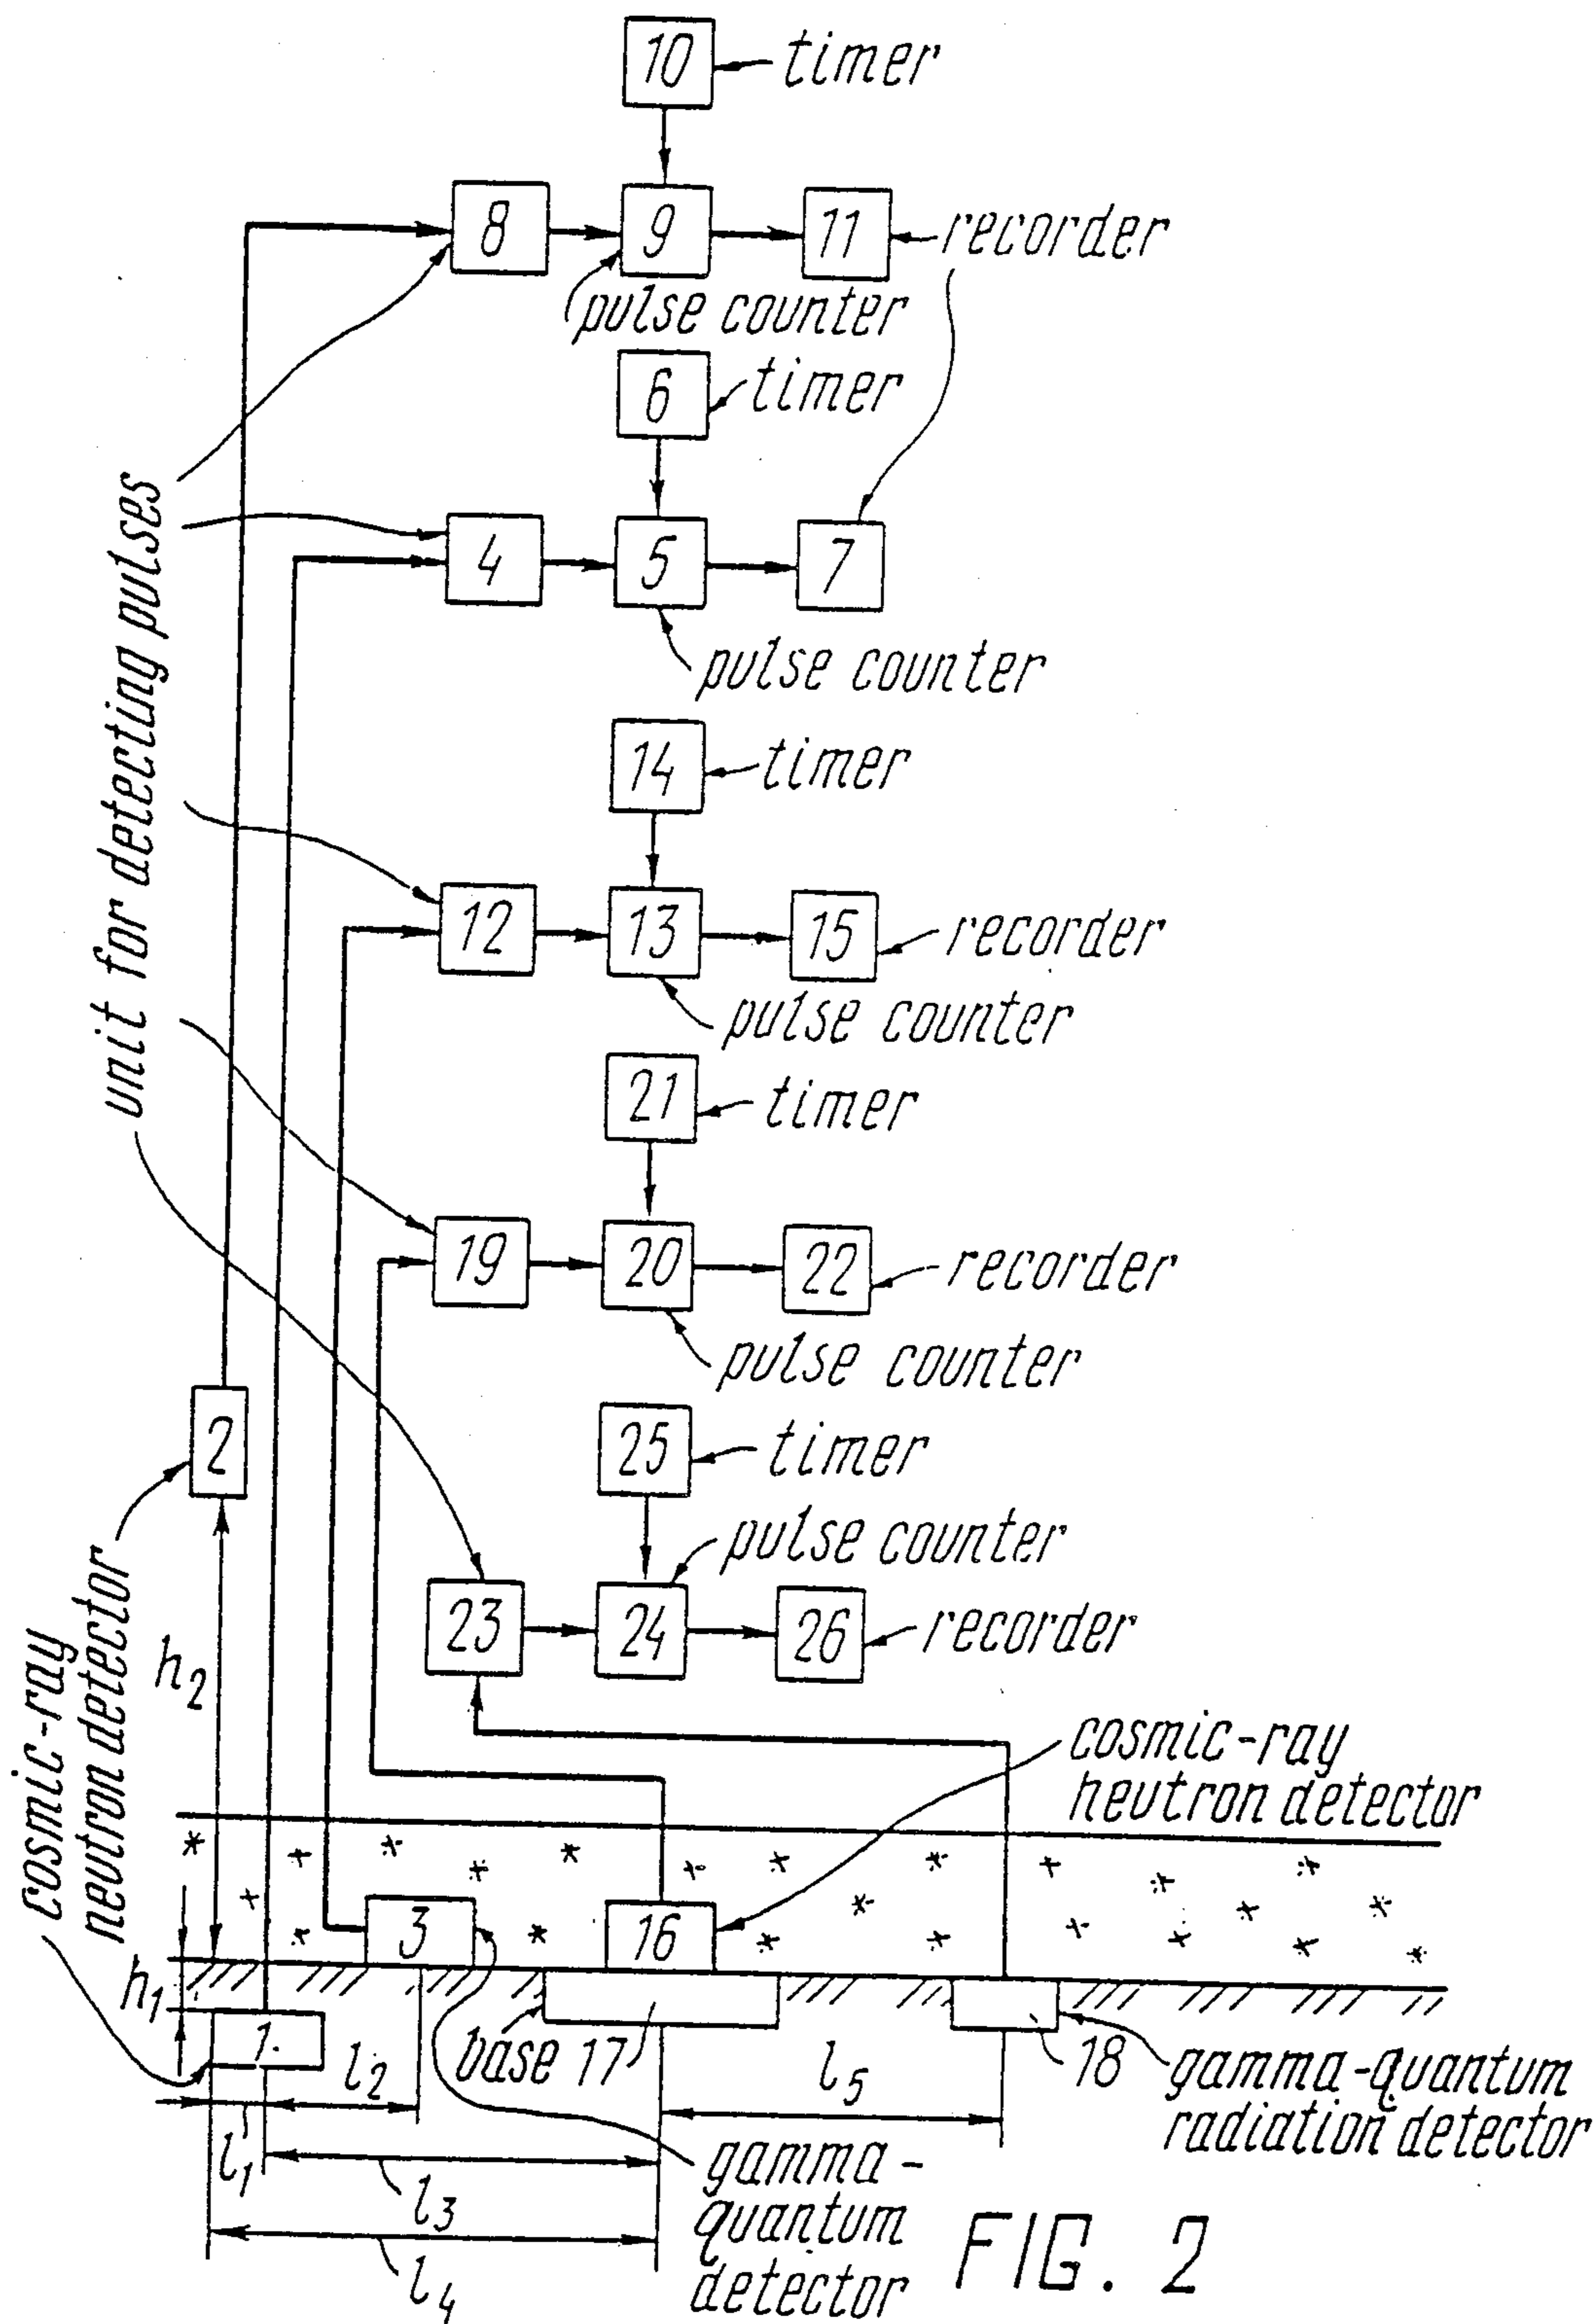 10 timer
8 9 11 recorder
pulse counter
6 timer
unit for detecting pulses
4 5 7
pulse counter
14 timer
12 13 15 recorder
pulse counter
21 timer
19 20 22 recorder
pulse counter
2
25 timer
pulse counter
23 24 26 recorder
cosmic-ray
neutron detector
h2
cosmic-ray
heutron detector
3 16
h1
1
base 17
18
l2
l5
gamma-quantum
radiation detector
l1
l3
gamma-
quantum
detector
l4
FIG. 2